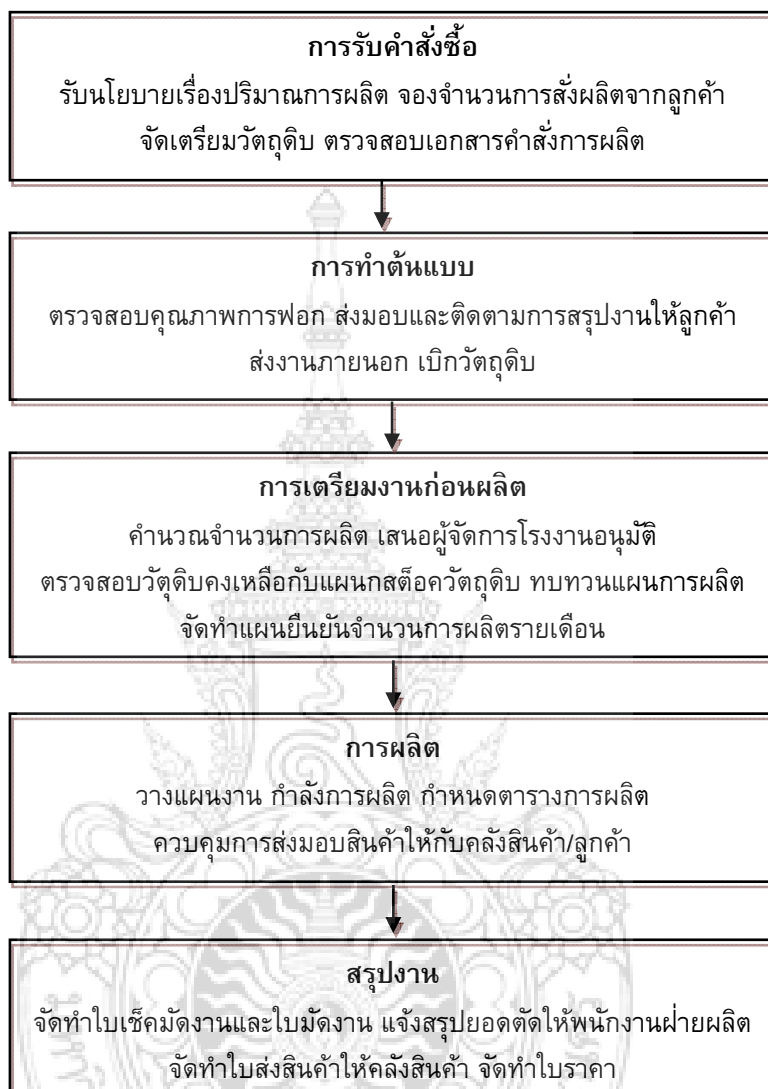 การรับคำสั่งซื้อ
รับนโยบายเรื่องปริมาณการผลิต จองจำนวนการสั่งผลิตจากลูกค้า
จัดเตรียมวัตถุดิบ ตรวจสอบเอกสารคำสั่งการผลิต
การทำต้นแบบ
ตรวจสอบคุณภาพการฟอก ส่งมอบและติดตามการสรุปงานให้ลูกค้า
ส่งงานภายนอก เบิกวัตถุดิบ
การเตรียมงานก่อนผลิต
คำนวณจำนวนการผลิต เสนอผู้จัดการโรงงานอนุมัติ
ตรวจสอบวัตุดิบคงเหลือกับแผนกสต็อควัตถุดิบ ทบทวนแผนการผลิต
จัดทำแผนยืนยันจำนวนการผลิตรายเดือน
การผลิต
วางแผนงาน กำลังการผลิต กำหนดตารางการผลิต
ควบคุมการส่งมอบสินค้าให้กับคลังสินค้า/ลูกค้า
สรุปงาน
จัดทำใบเช็คมัดงานและใบมัดงาน แจ้งสรุปยอดตัดให้พนักงานฝ่ายผลิต
จัดทำใบส่งสินค้าให้คลังสินค้า จัดทำใบราคา